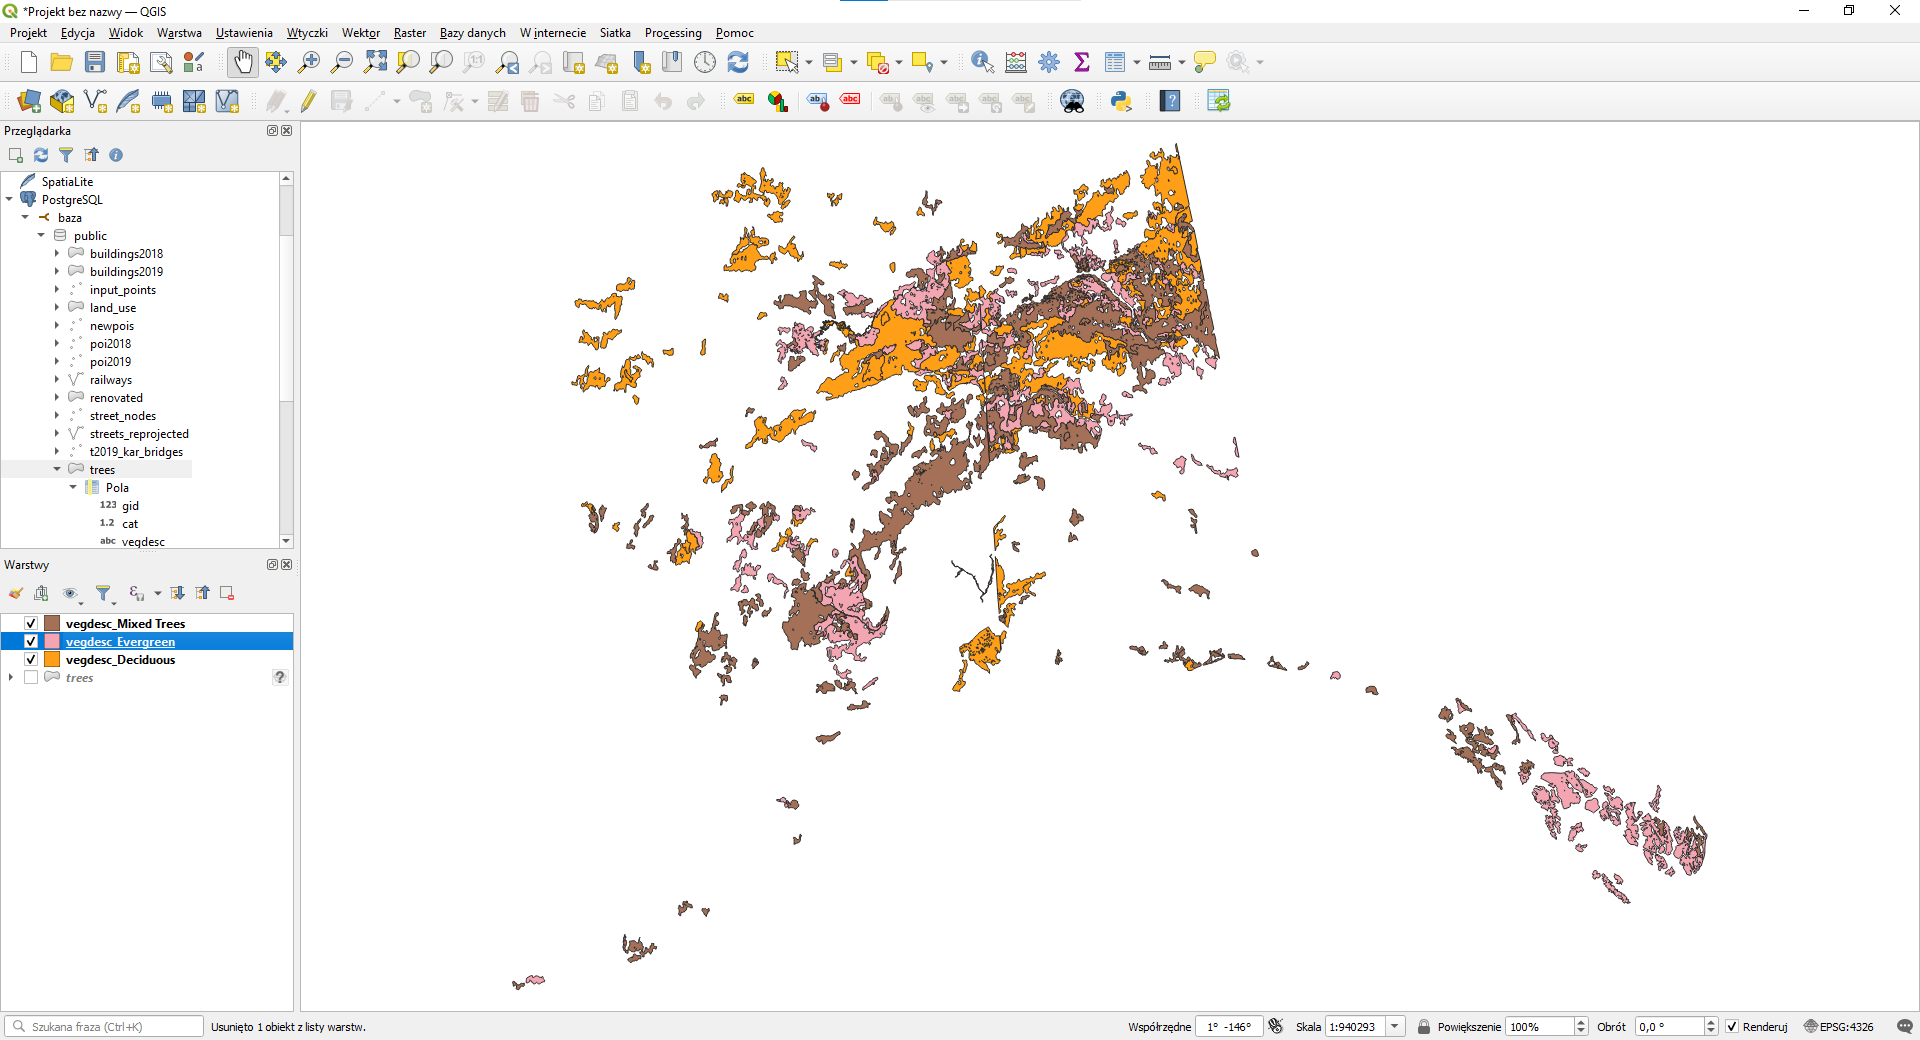 *Projekt bez nazwy — QGIS
Projekt Edycja Widok Warstwa Ustawienia Wtyczki Wektor Raster Bazy danych W internecie Siatka Processing Pomoc
Przeglądarka
SpatiaLite
PostgreSQL
baza
public
buildings2018
buildings2019
input_points
land_use
newpois
poi2018
poi2019
railways
renovated
street_nodes
streets_reprojected
t2019_kar_bridges
trees
Pola
123 gid
1.2 cat
abc vegdesc
Warstwy
vegdesc_Mixed Trees
vegdesc_Evergreen
vegdesc_Deciduous
trees
Szukana fraza (Ctrl+K) Usunięto 1 obiekt z listy warstw. Współrzędne 1° -146° Skala 1:940293 Powiększenie 100% Obrót 0,0 ° Renderuj EPSG:4326